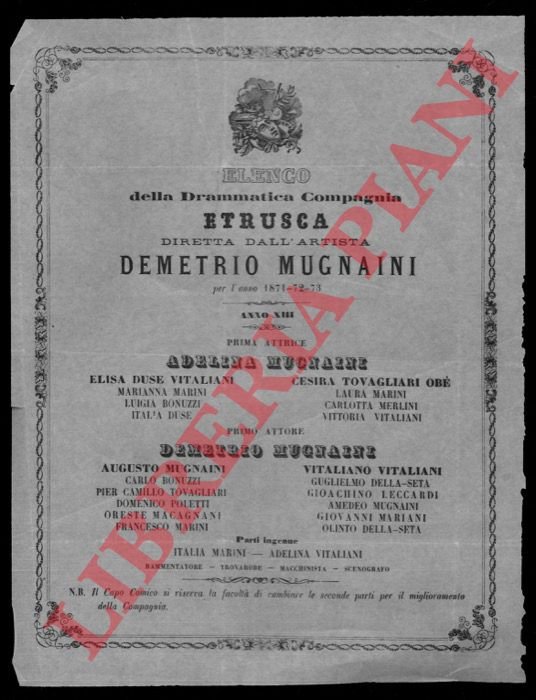 ELENCO
della Drammatica Compagnia
ETRUSCA
DIRETTA DALL'ARTISTA
DEMETRIO MUGNAINI
per l'anno 1871-72-73
ANNO XIII
PRIMA ATTRICE
ADELINA MUGNAINI
ELISA DUSE VITALIANI CESIRA TOVAGLIARI OBÈ
MARIANNA MARINI LAURA MARINI
LUIGIA BONUZZI CARLOTTA MERLINI
ITALIA DUSE VITTORIA VITALIANI
PRIMO ATTORE
DEMETRIO MUGNAINI
AUGUSTO MUGNAINI VITALIANO VITALIANI
CARLO BONUZZI GUGLIELMO DELLA-SETA
PIER CAMILLO TOVAGLIARI GIOACHINO LECCARDI
DOMENICO POLETTI AMEDEO MUGNAINI
ORESTE MACAGNANI GIOVANNI MARIANI
FRANCESCO MARINI OLINTO DELLA-SETA
Parti ingenue
ITALIA MARINI — ADELINA VITALIANI
RAMMENTATORE — TROVAROBE — MACCHINISTA — SCENOGRAFO
N.B. Il Capo Comico si riserva la facoltà di cambiare le seconde parti per il miglioramento
della Compagnia.
LIBRERIA PIANI